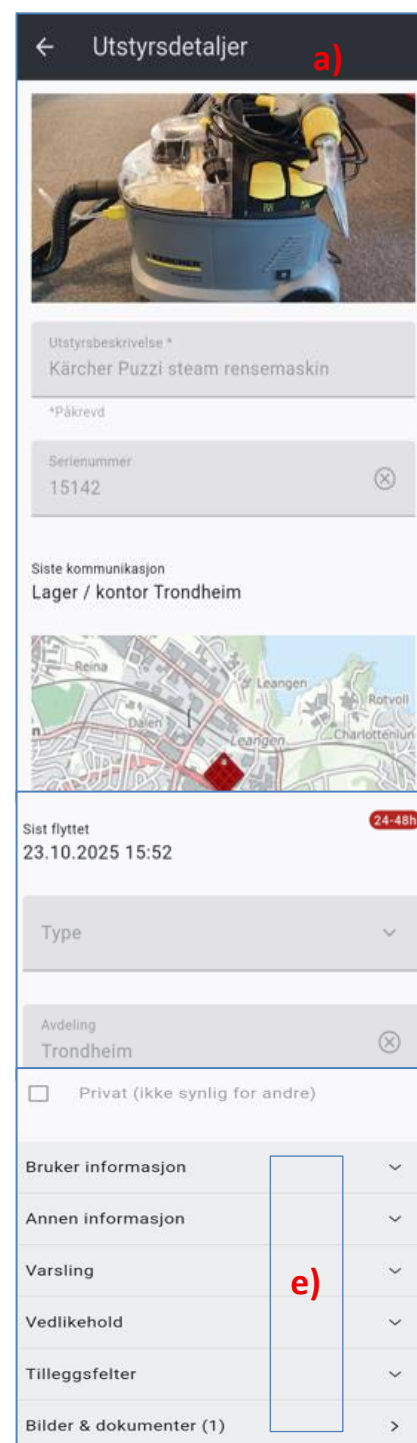 Utstyrsdetaljer
a)
KÄRCHER
Utstyrsbeskrivelse *
Kärcher Puzzi steam rensemaskin
*Påkrevd
Serienummer
15142
Siste kommunikasjon
Lager / kontor Trondheim
Reina
Leangen
Rotvoll
Dalen
Leangen
Charlottenlun
Sist flyttet
24-48h
23.10.2025 15:52
Type
Avdeling
Trondheim
Privat (ikke synlig for andre)
Bruker informasjon
Annen informasjon
Varsling
e)
Vedlikehold
Tilleggsfelter
Bilder & dokumenter (1)